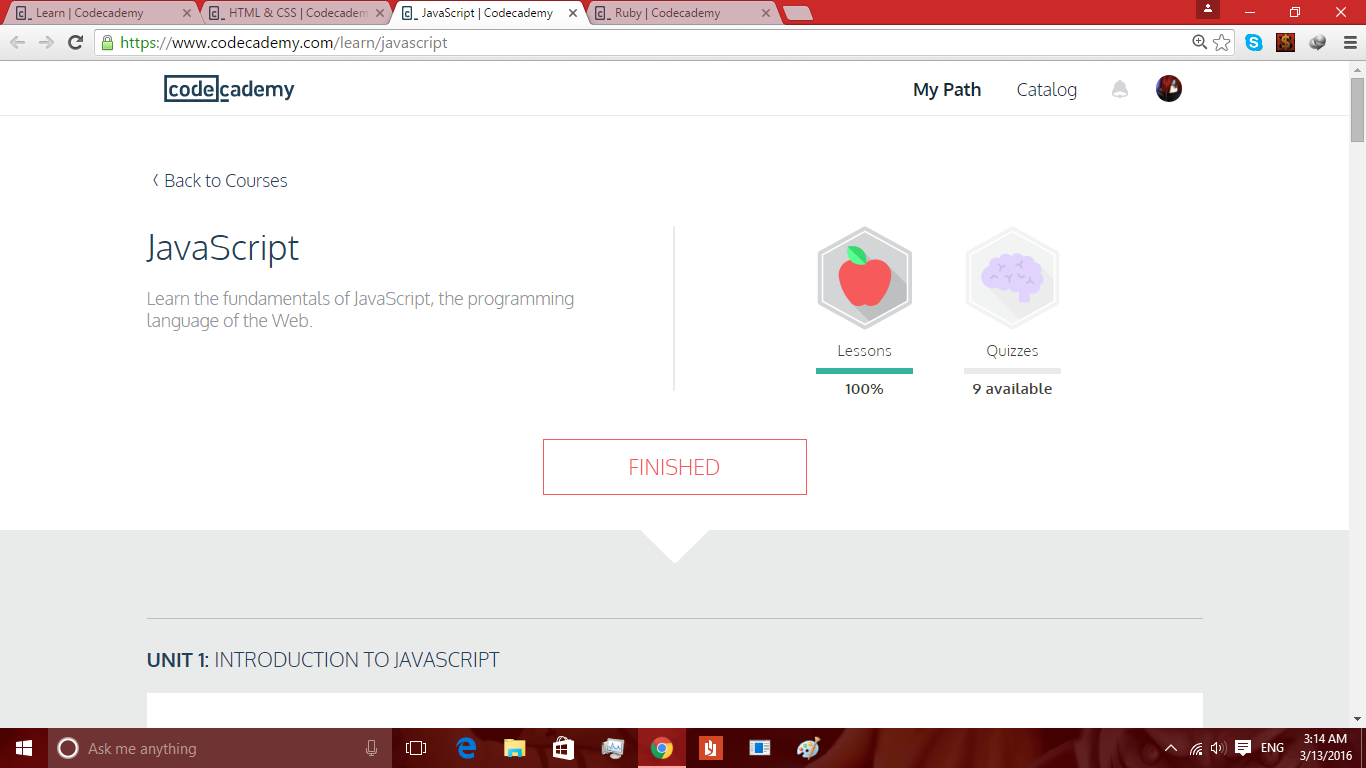 Learn | Codecademy
HTML & CSS | Codecadem
JavaScript | Codecademy
Ruby | Codecademy
https://www.codecademy.com/learn/javascript
codecademy
My Path
Catalog
Back to Courses
JavaScript
Learn the fundamentals of JavaScript, the programming
language of the Web.
Lessons
100%
Quizzes
9 available
FINISHED
UNIT 1: INTRODUCTION TO JAVASCRIPT
Ask me anything
ENG
3:14 AM
3/13/2016